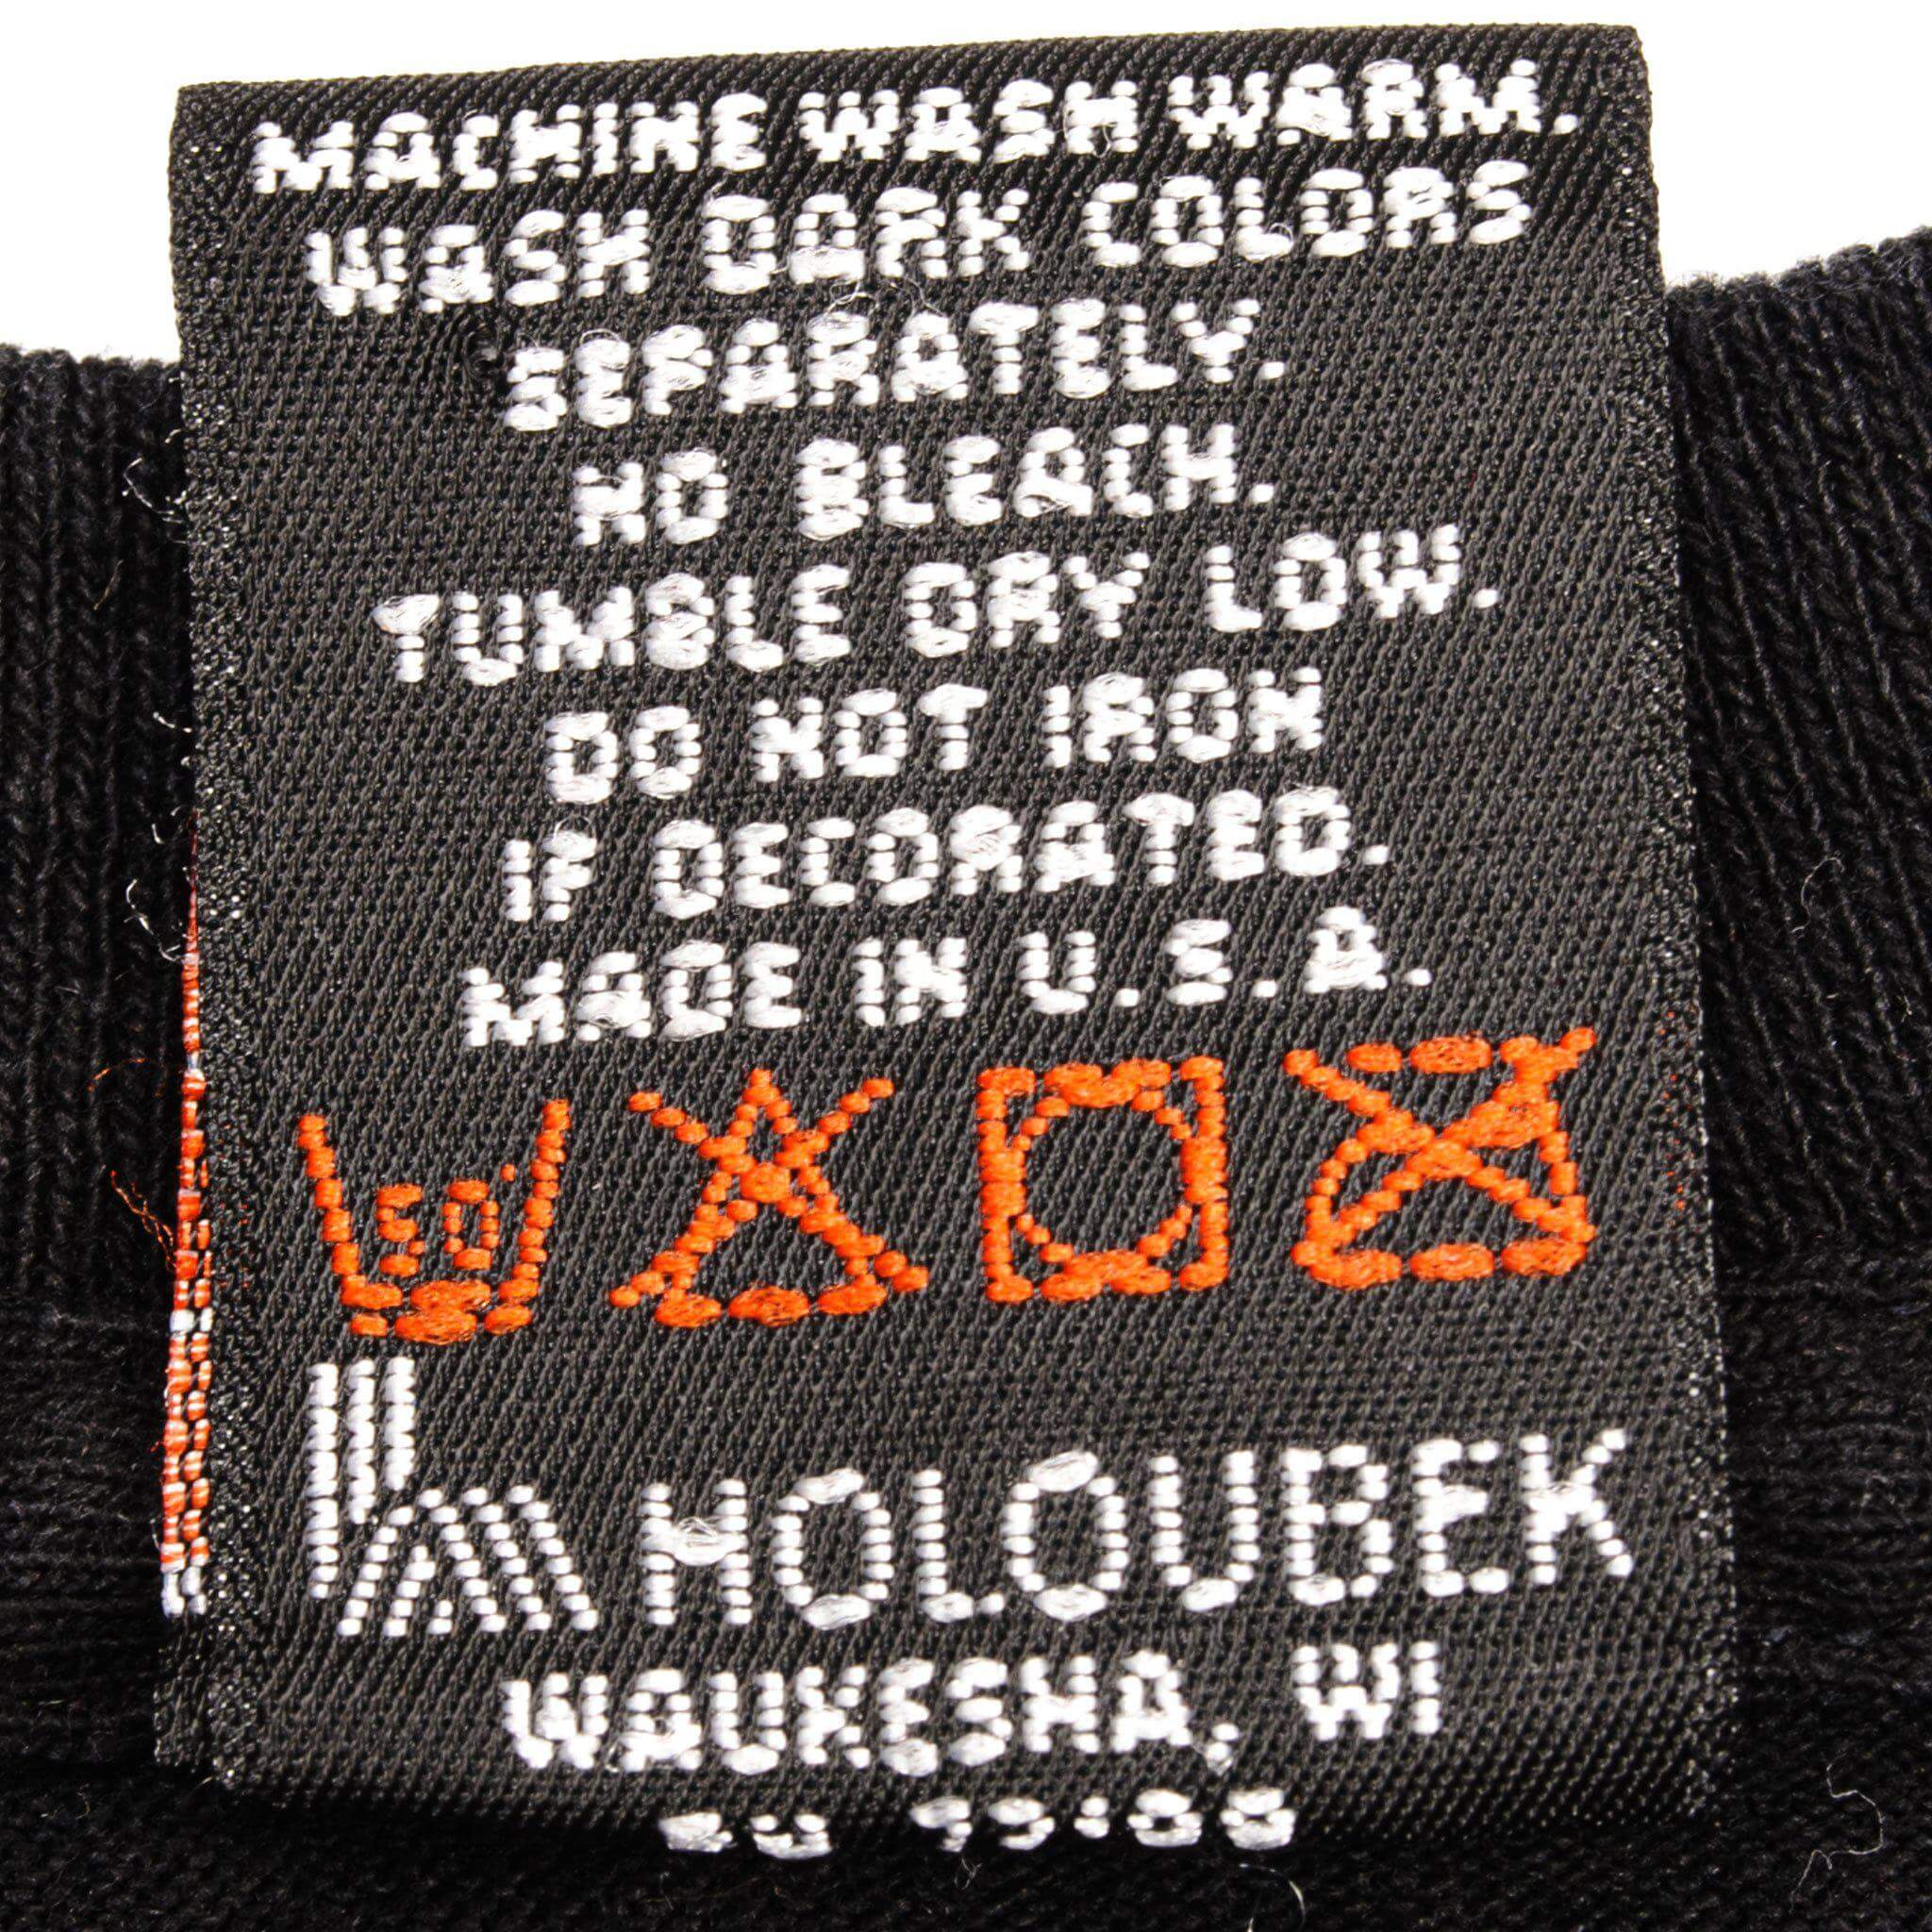 MACHINE WASH WARM.
WASH DARK COLORS
SEPARATELY.
NO BLEACH.
TUMBLE DRY LOW.
DO NOT IRON
IF DECORATED.
MADE IN U.S.A.
50°
HOLOUBEK
WAUKESHA, WI